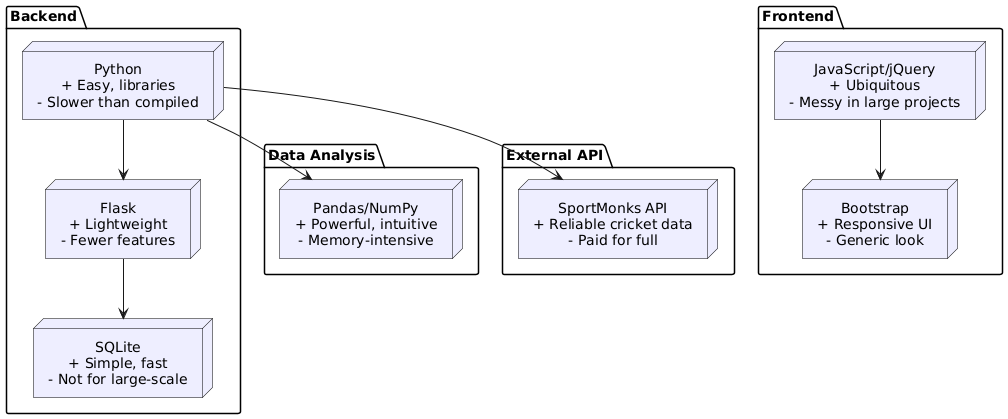 Backend
Python
+ Easy, libraries
- Slower than compiled
Flask
+ Lightweight
- Fewer features
SQLite
+ Simple, fast
- Not for large-scale
Data Analysis
Pandas/NumPy
+ Powerful, intuitive
- Memory-intensive
External API
SportMonks API
+ Reliable cricket data
- Paid for full
Frontend
JavaScript/jQuery
+ Ubiquitous
- Messy in large projects
Bootstrap
+ Responsive UI
- Generic look